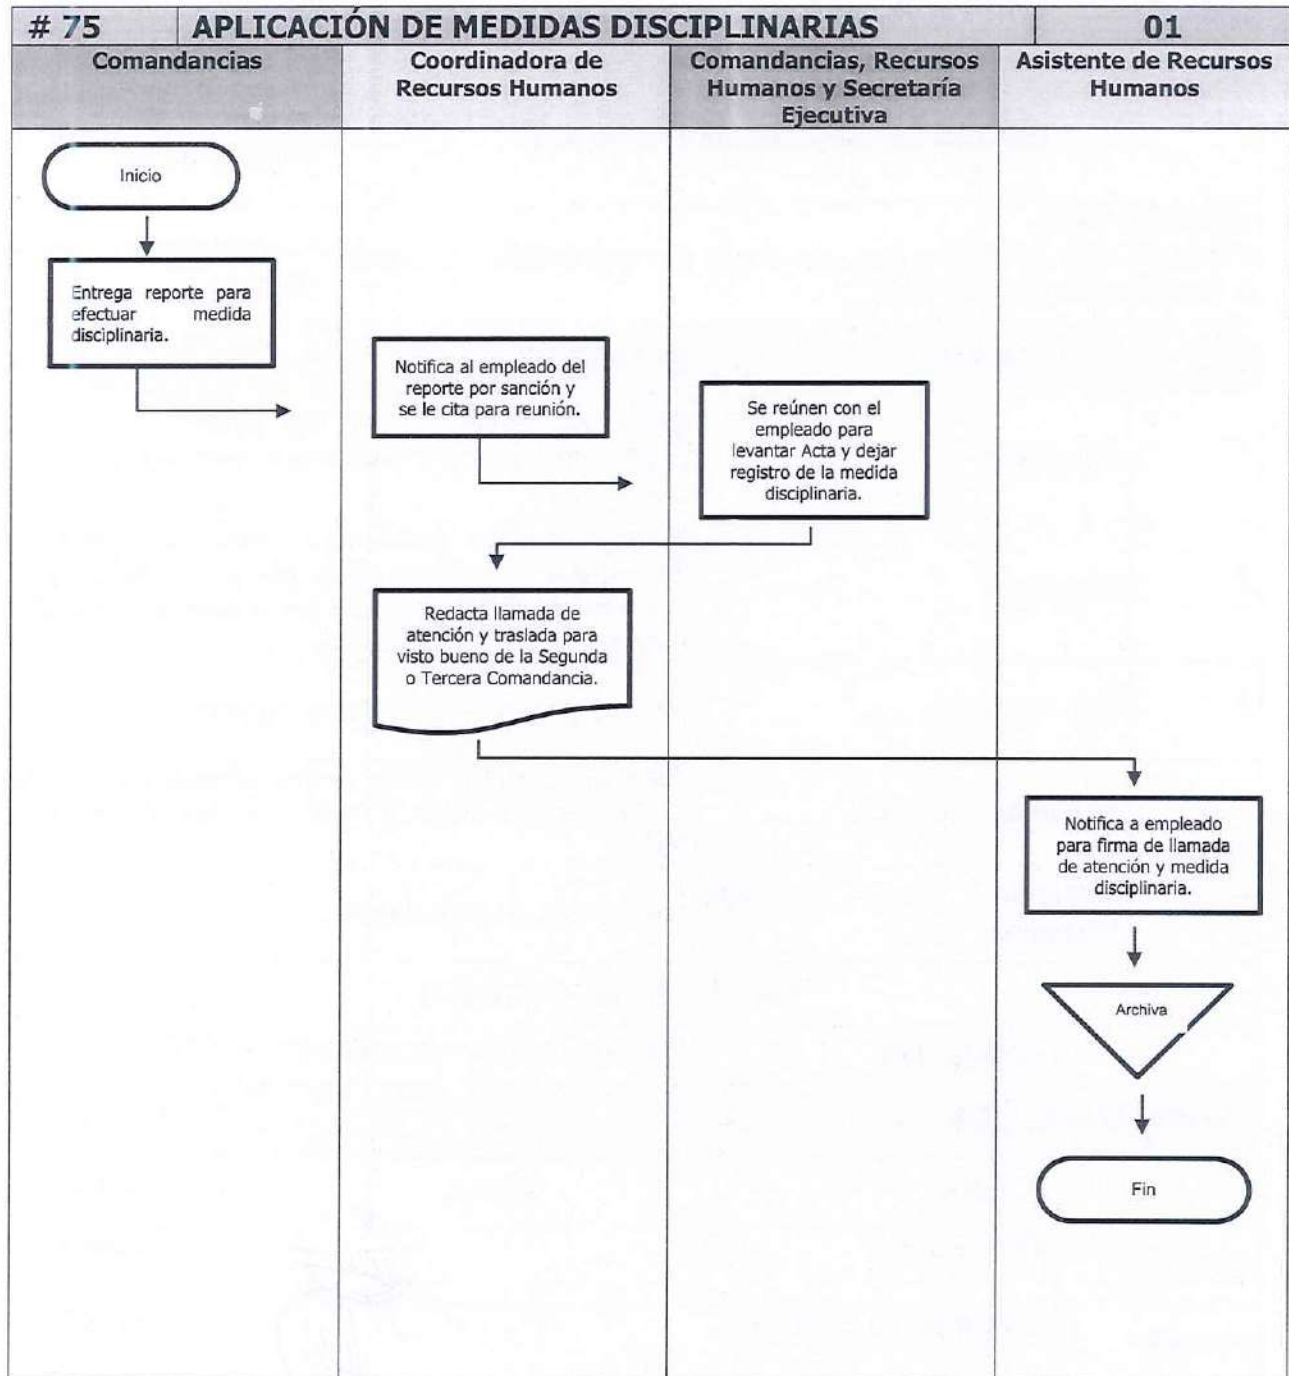 # 75 APLICACIÓN DE MEDIDAS DISCIPLINARIAS 01
Comandancias
Coordinadora de
Recursos Humanos
Comandancias, Recursos
Humanos y Secretaría
Ejecutiva
Asistente de Recursos
Humanos
Inicio
Entrega reporte para
efectuar medida
disciplinaria.
Notifica al empleado del
reporte por sanción y
se le cita para reunión.
Se reúnen con el
empleado para
levantar Acta y dejar
registro de la medida
disciplinaria.
Redacta llamada de
atención y traslada para
visto bueno de la Segunda
o Tercera Comandancia.
Notifica a empleado
para firma de llamada
de atención y medida
disciplinaria.
Archiva
Fin